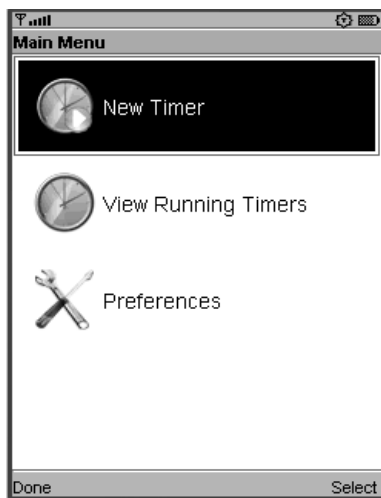 Main Menu
New Timer
View Running Timers
Preferences
Done Select